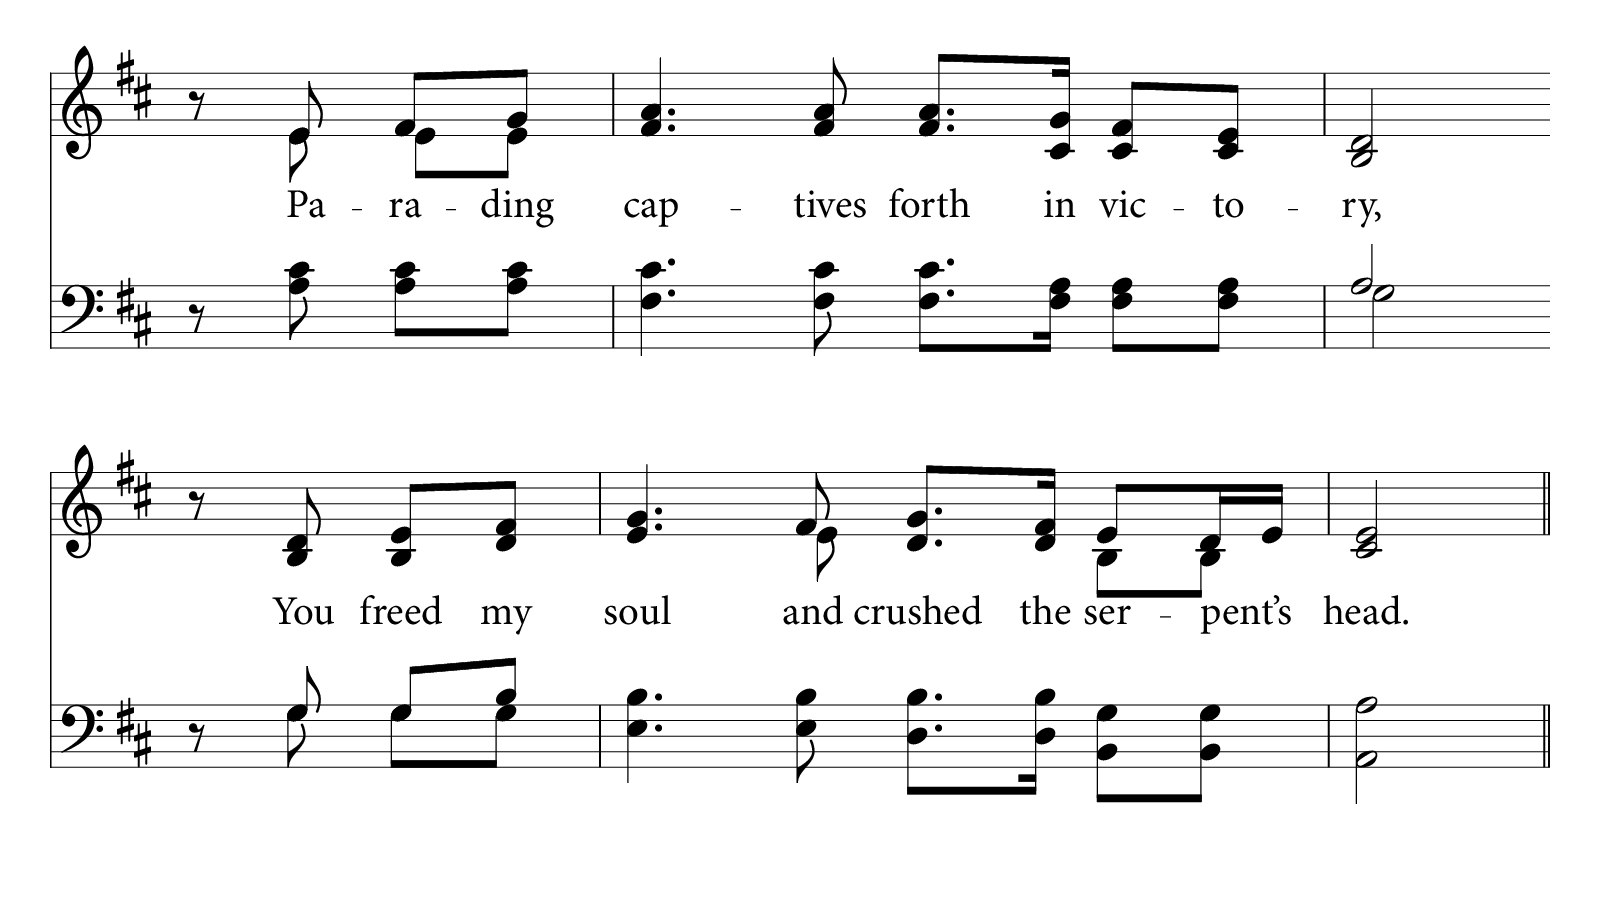 Pa - ra - ding cap - tives forth in vic - to - ry,
You freed my soul and crushed the ser - pent’s head.